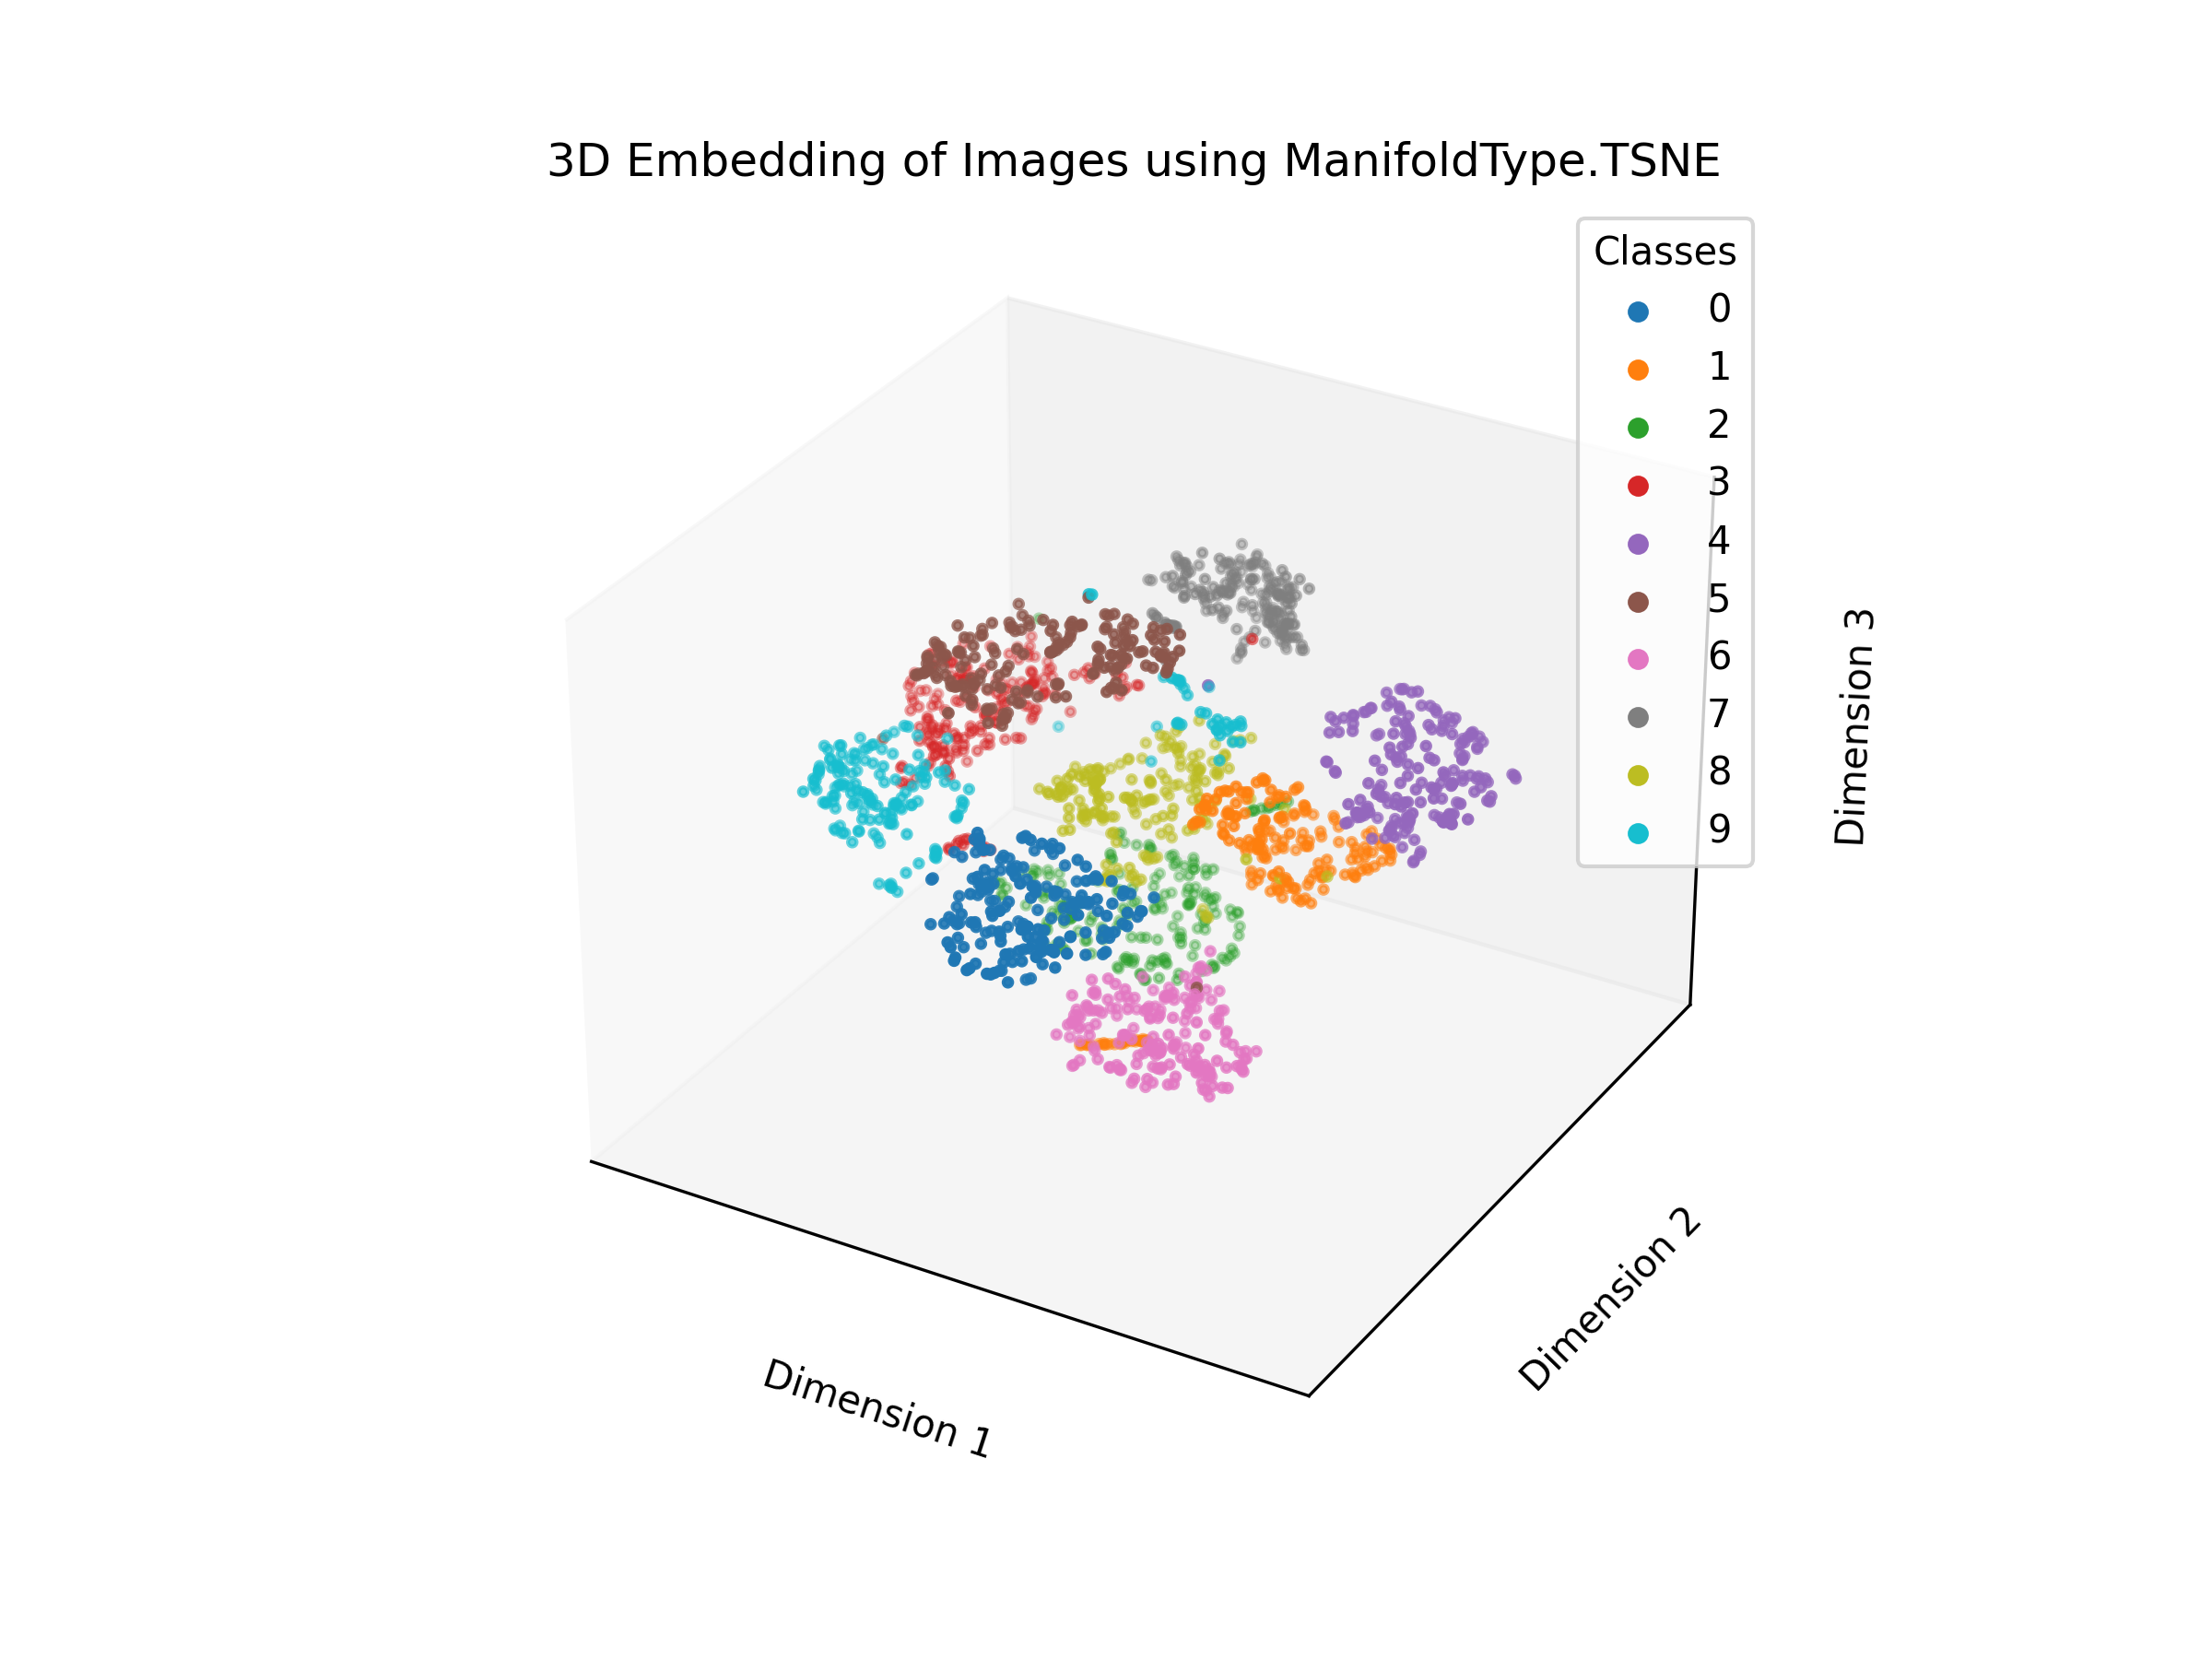 3D Embedding of Images using ManifoldType.TSNE
Classes
0
1
2
3
4
5
6
7
8
9
Dimension 3
Dimension 2
Dimension 1